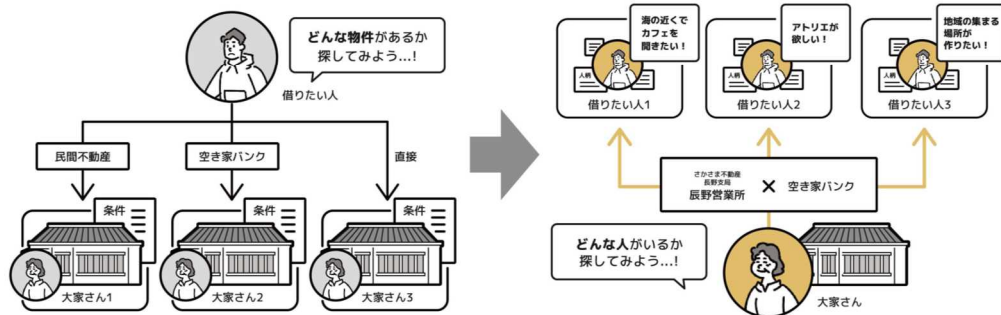 どんな物件があるか
探してみよう...!
借りたい人
民間不動産
空き家バンク
直接
条件
条件
条件
大家さん1
大家さん2
大家さん3
海の近くで
カフェを
開きたい！
人柄
借りたい人1
アトリエが
欲しい！
人柄
借りたい人2
地域の集まる
場所が
作りたい！
人柄
借りたい人3
さかさま不動産
長野支局
辰野営業所
×
空き家バンク
どんな人がいるか
探してみよう...!
大家さん